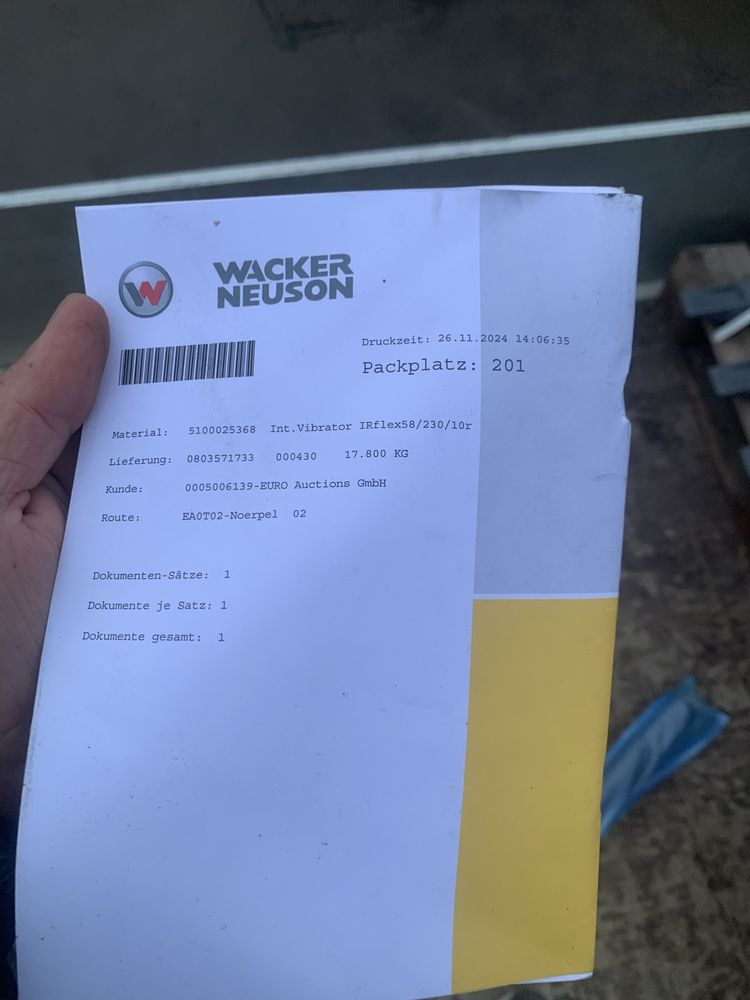 W
WACKER
NEUSON
Druckzeit: 26.11.2024 14:06:35
Packplatz: 201
Material: 5100025368 Int.Vibrator IRflex58/230/10r
Lieferung: 0803571733 000430 17.800 KG
Kunde: 0005006139-EURO Auctions GmbH
Route: EA0T02-Noerpel 02
Dokumenten-Sätze: 1
Dokumente je Satz: 1
Dokumente gesamt: 1